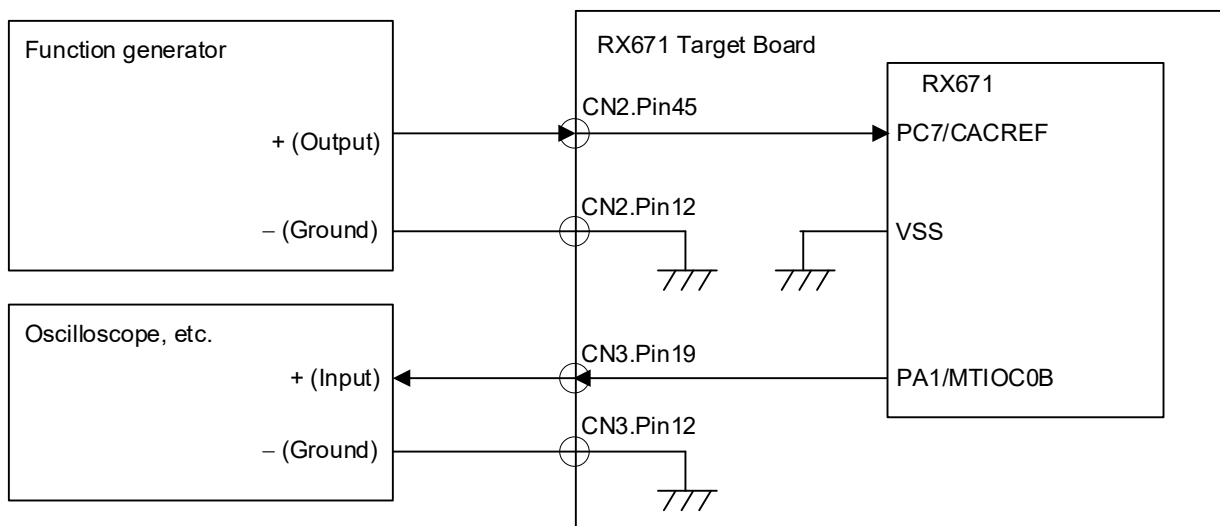 Function generator
+ (Output)
− (Ground)
Oscilloscope, etc.
+ (Input)
− (Ground)
RX671 Target Board
CN2.Pin45
CN2.Pin12
CN3.Pin19
CN3.Pin12
RX671
PC7/CACREF
VSS
PA1/MTIOC0B